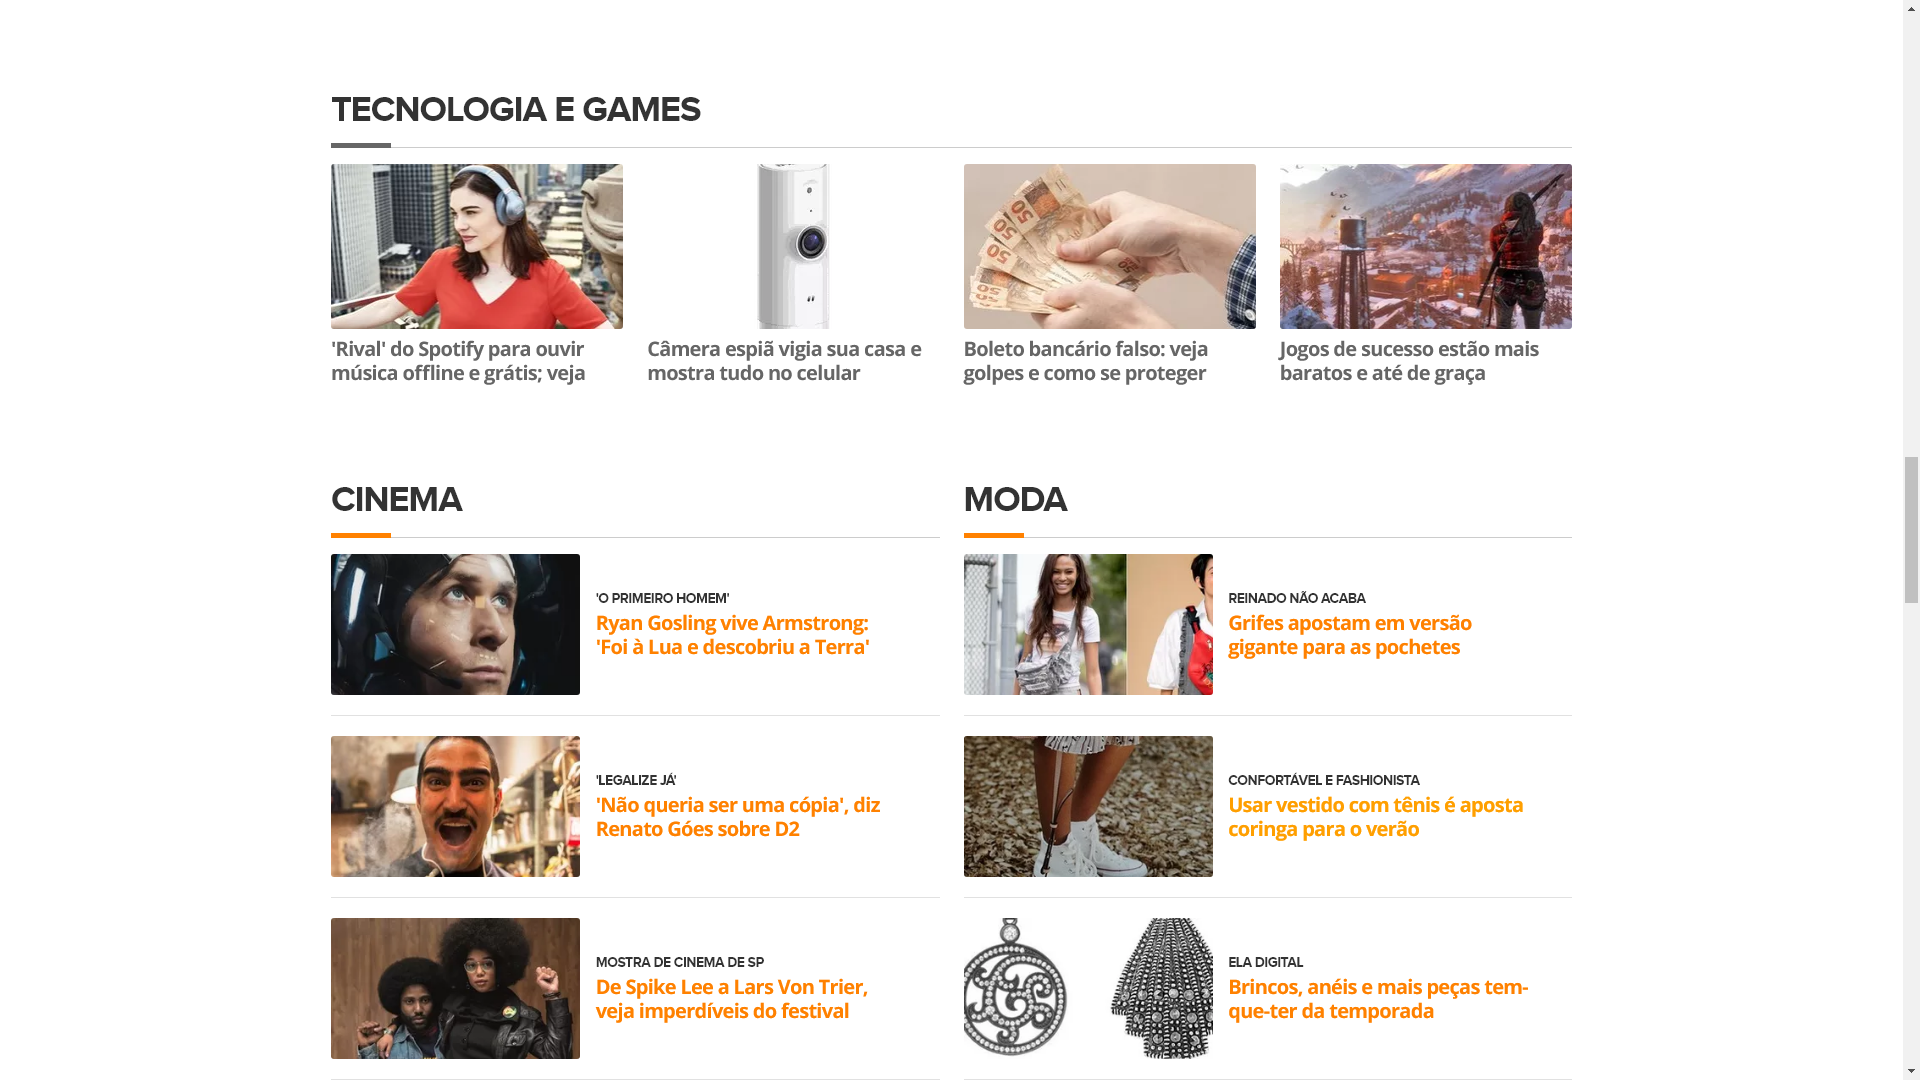 TECNOLOGIA E GAMES
'Rival' do Spotify para ouvir
música offline e grátis; veja
Câmera espiã vigia sua casa e
mostra tudo no celular
Boleto bancário falso: veja
golpes e como se proteger
Jogos de sucesso estão mais
baratos e até de graça
CINEMA
'O PRIMEIRO HOMEM'
Ryan Gosling vive Armstrong:
'Foi à Lua e descobriu a Terra'
'LEGALIZE JÁ'
'Não queria ser uma cópia', diz
Renato Góes sobre D2
MOSTRA DE CINEMA DE SP
De Spike Lee a Lars Von Trier,
veja imperdíveis do festival
MODA
REINADO NÃO ACABA
Grifes apostam em versão
gigante para as pochetes
CONFORTÁVEL E FASHIONISTA
Usar vestido com tênis é aposta
coringa para o verão
ELA DIGITAL
Brincos, anéis e mais peças tem-
que-ter da temporada